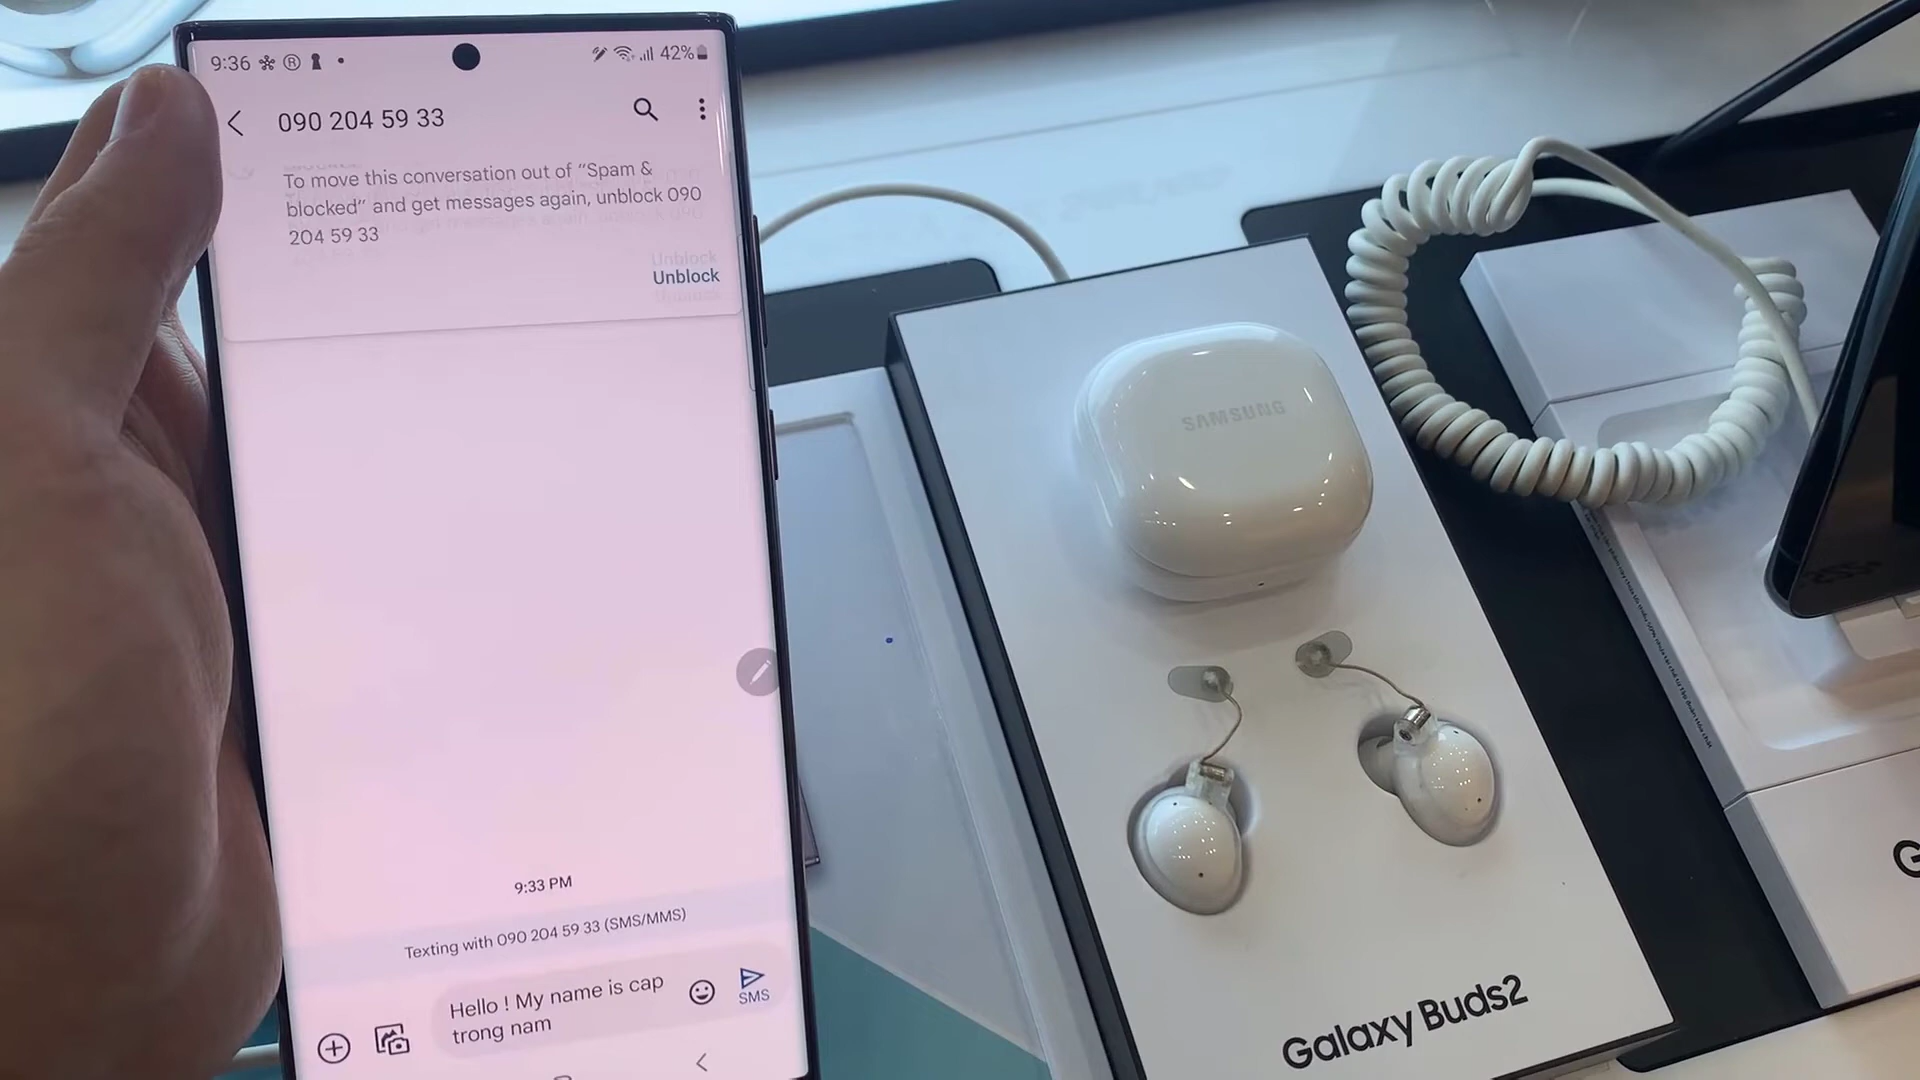 9:36
42%
090 204 59 33
To move this conversation out of “Spam &
blocked” and get messages again, unblock 090
204 59 33
Unblock
9:33 PM
Texting with 090 204 59 33 (SMS/MMS)
Hello ! My name is cap
trong nam
SMS
SAMSUNG
Galaxy Buds2
G